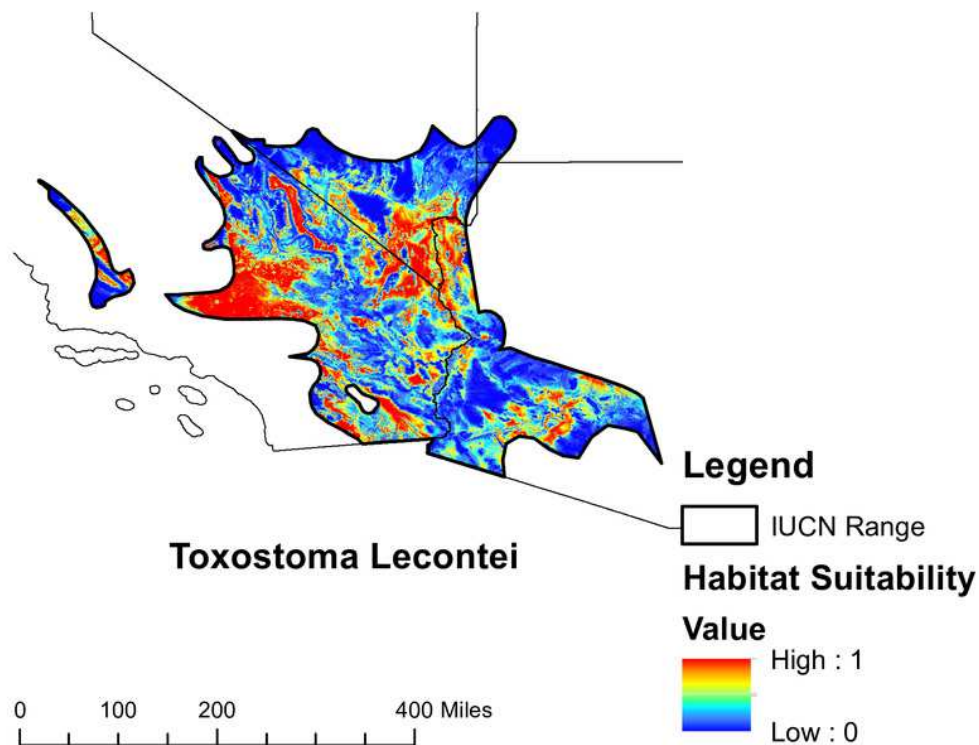 Toxostoma Lecontei
Legend
IUCN Range
Habitat Suitability
Value
High : 1
Low : 0
0 100 200 400 Miles